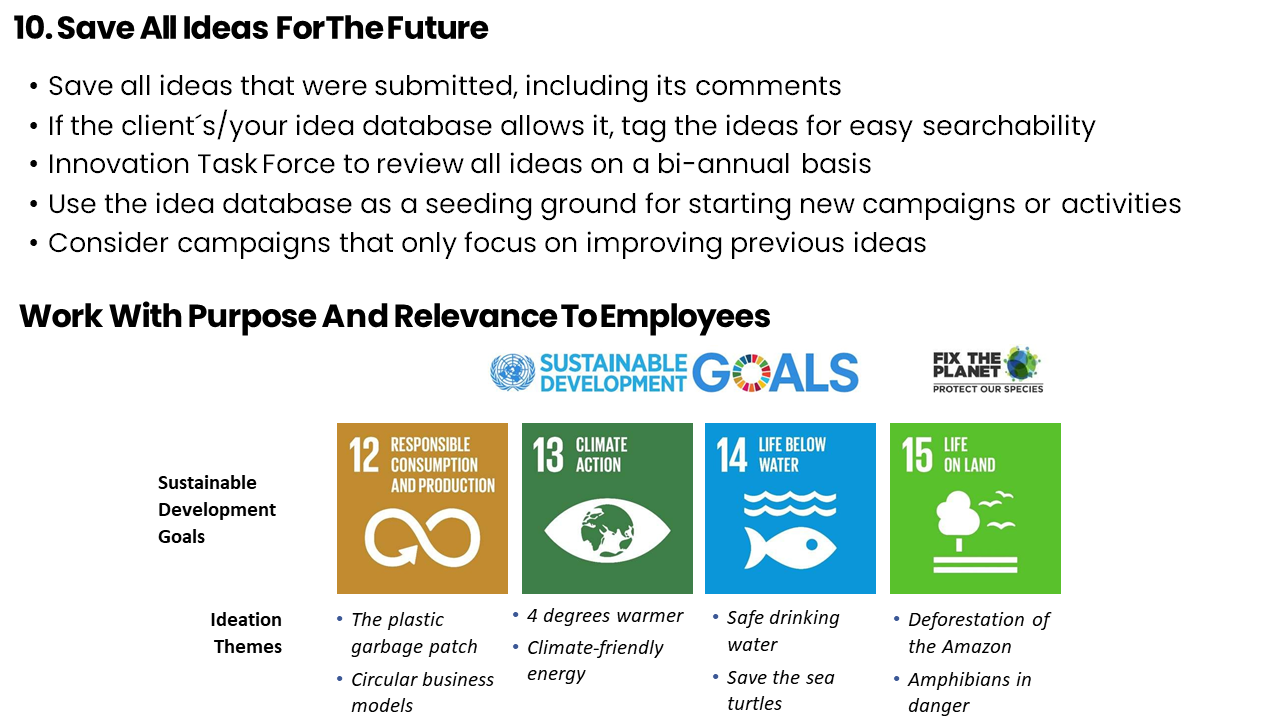 10. Save All Ideas For The Future
• Save all ideas that were submitted, including its comments
• If the client´s/your idea database allows it, tag the ideas for easy searchability
• Innovation Task Force to review all ideas on a bi-annual basis
• Use the idea database as a seeding ground for starting new campaigns or activities
• Consider campaigns that only focus on improving previous ideas
Work With Purpose And Relevance To Employees
SUSTAINABLE
DEVELOPMENT
GOALS
FIX THE
PLANET
PROTECT OUR SPECIES
Sustainable
Development
Goals
12 RESPONSIBLE
CONSUMPTION
AND PRODUCTION
13 CLIMATE
ACTION
14 LIFE BELOW
WATER
15 LIFE
ON LAND
Ideation
Themes
• The plastic
garbage patch
• Circular business
models
• 4 degrees warmer
• Climate-friendly
energy
• Safe drinking
water
• Save the sea
turtles
• Deforestation of
the Amazon
• Amphibians in
danger